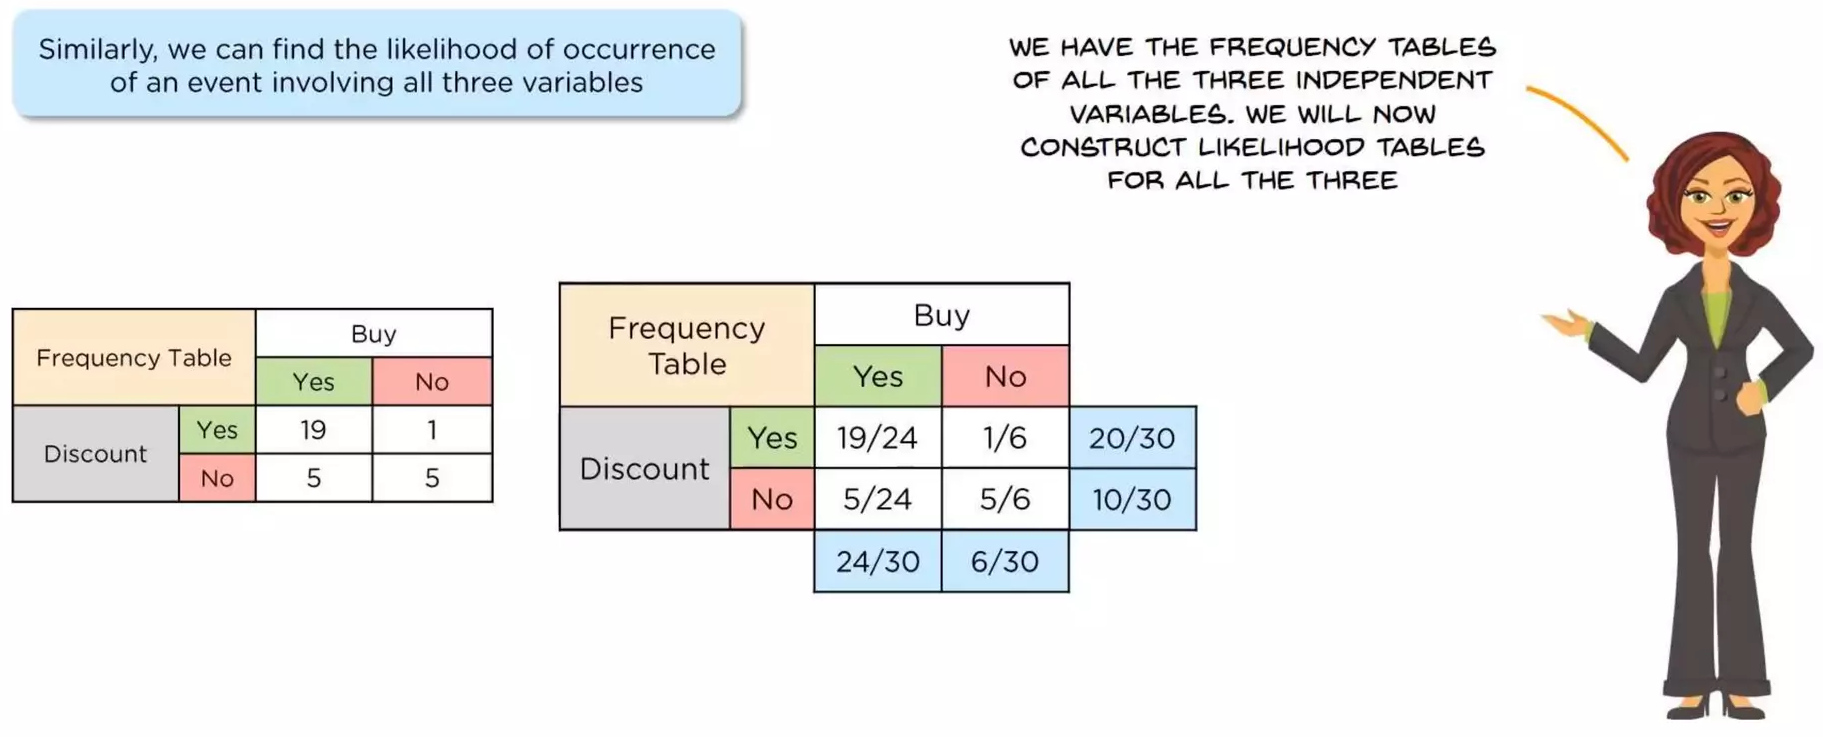 Similarly, we can find the likelihood of occurrence
of an event involving all three variables
WE HAVE THE FREQUENCY TABLES
OF ALL THE THREE INDEPENDENT
VARIABLES. WE WILL NOW
CONSTRUCT LIKELIHOOD TABLES
FOR ALL THE THREE
Frequency Table
Buy
Yes No
Discount
Yes 19 1
No 5 5
Frequency
Table
Buy
Yes No
Discount
Yes 19/24 1/6 20/30
No 5/24 5/6 10/30
24/30 6/30